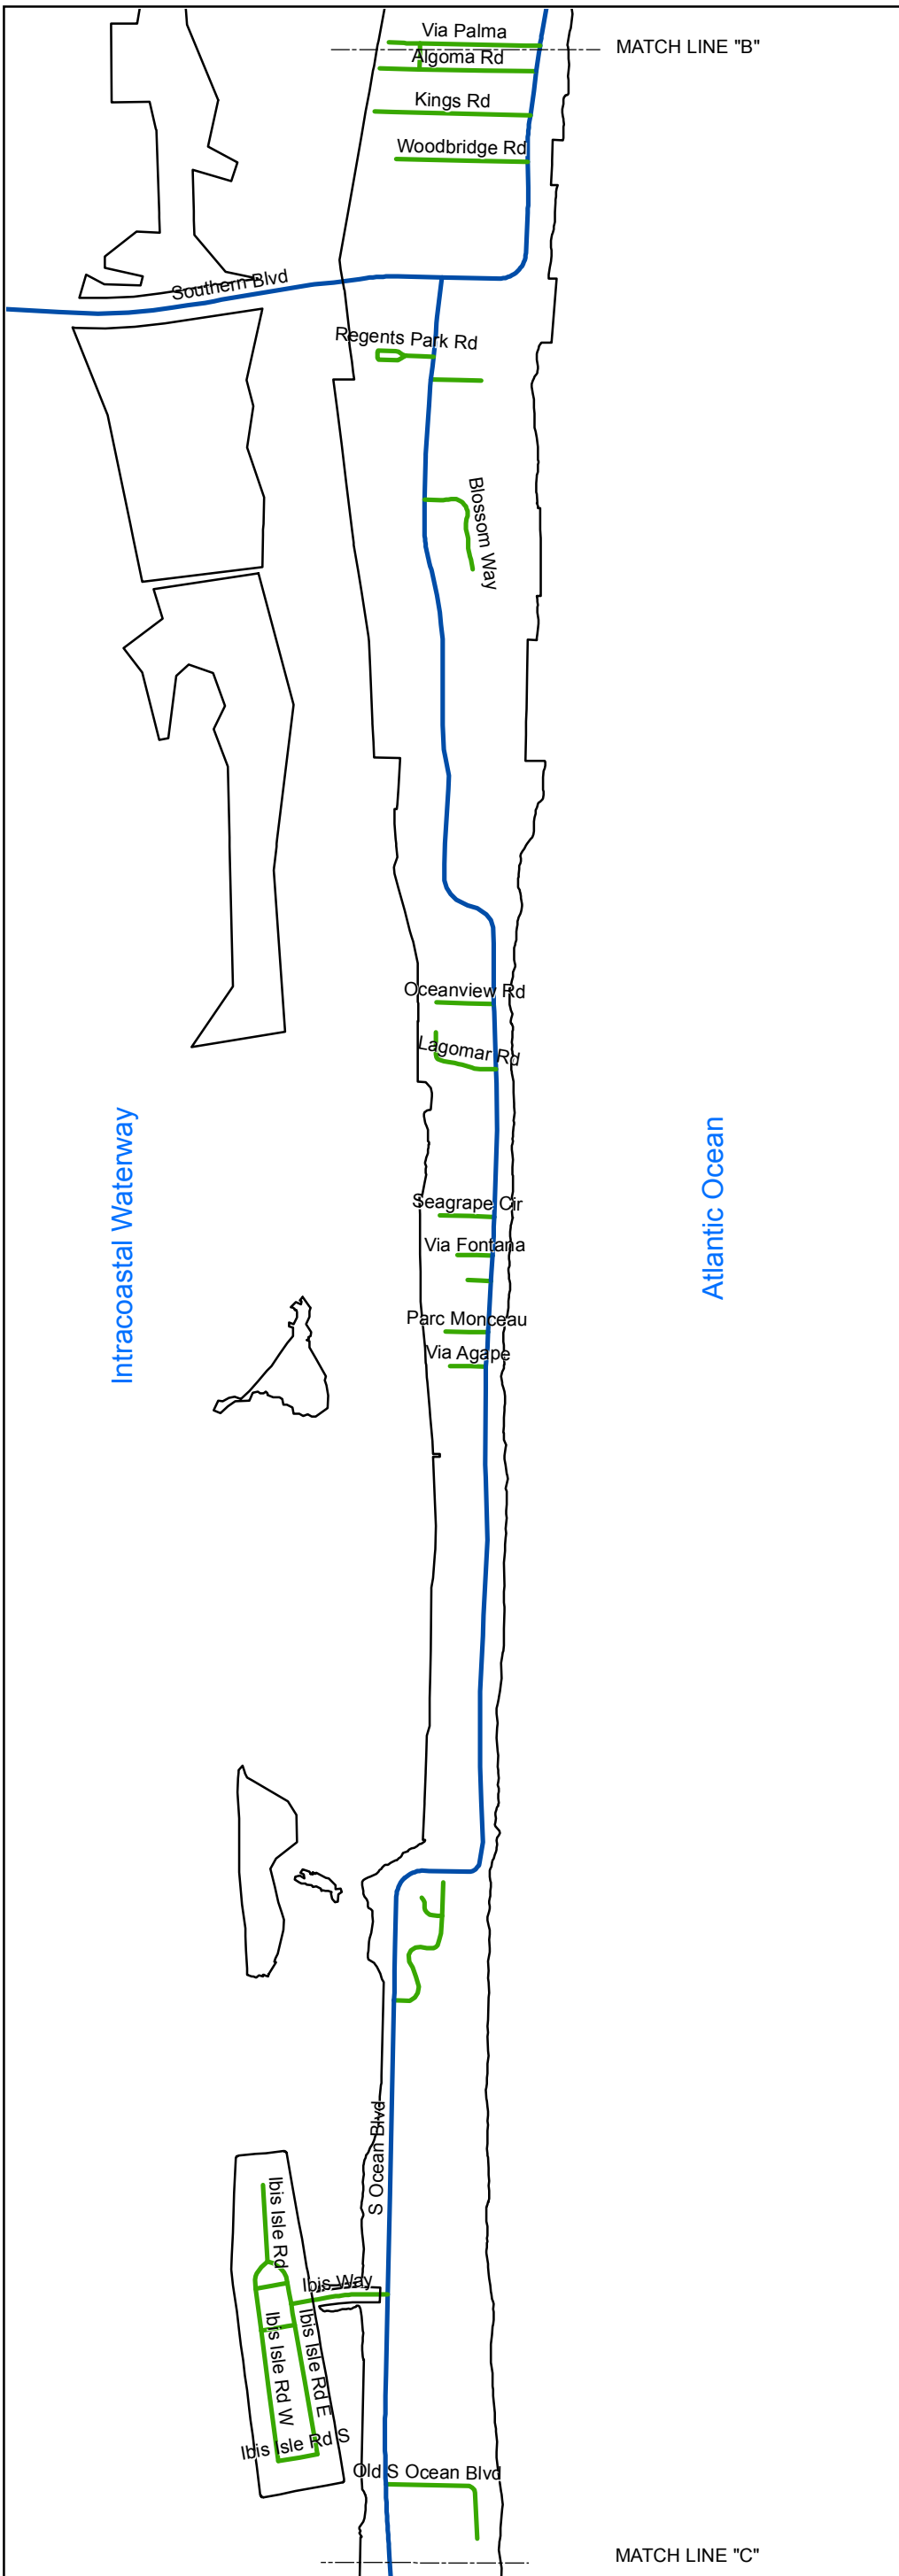 Via Palma
MATCH LINE "B"
Algoma Rd
Kings Rd
Woodbridge Rd
Southern Blvd
Regents Park Rd
Blossom Way
Oceanview Rd
Lagomar Rd
Intracoastal Waterway
Atlantic Ocean
Seagrape Cir
Via Fontana
Parc Monceau
Via Agape
S Ocean Blvd
Ibis Isle Rd
Ibis Way
Ibis Isle Rd E
Ibis Isle Rd W
Ibis Isle Rd S
Old S Ocean Blvd
MATCH LINE "C"